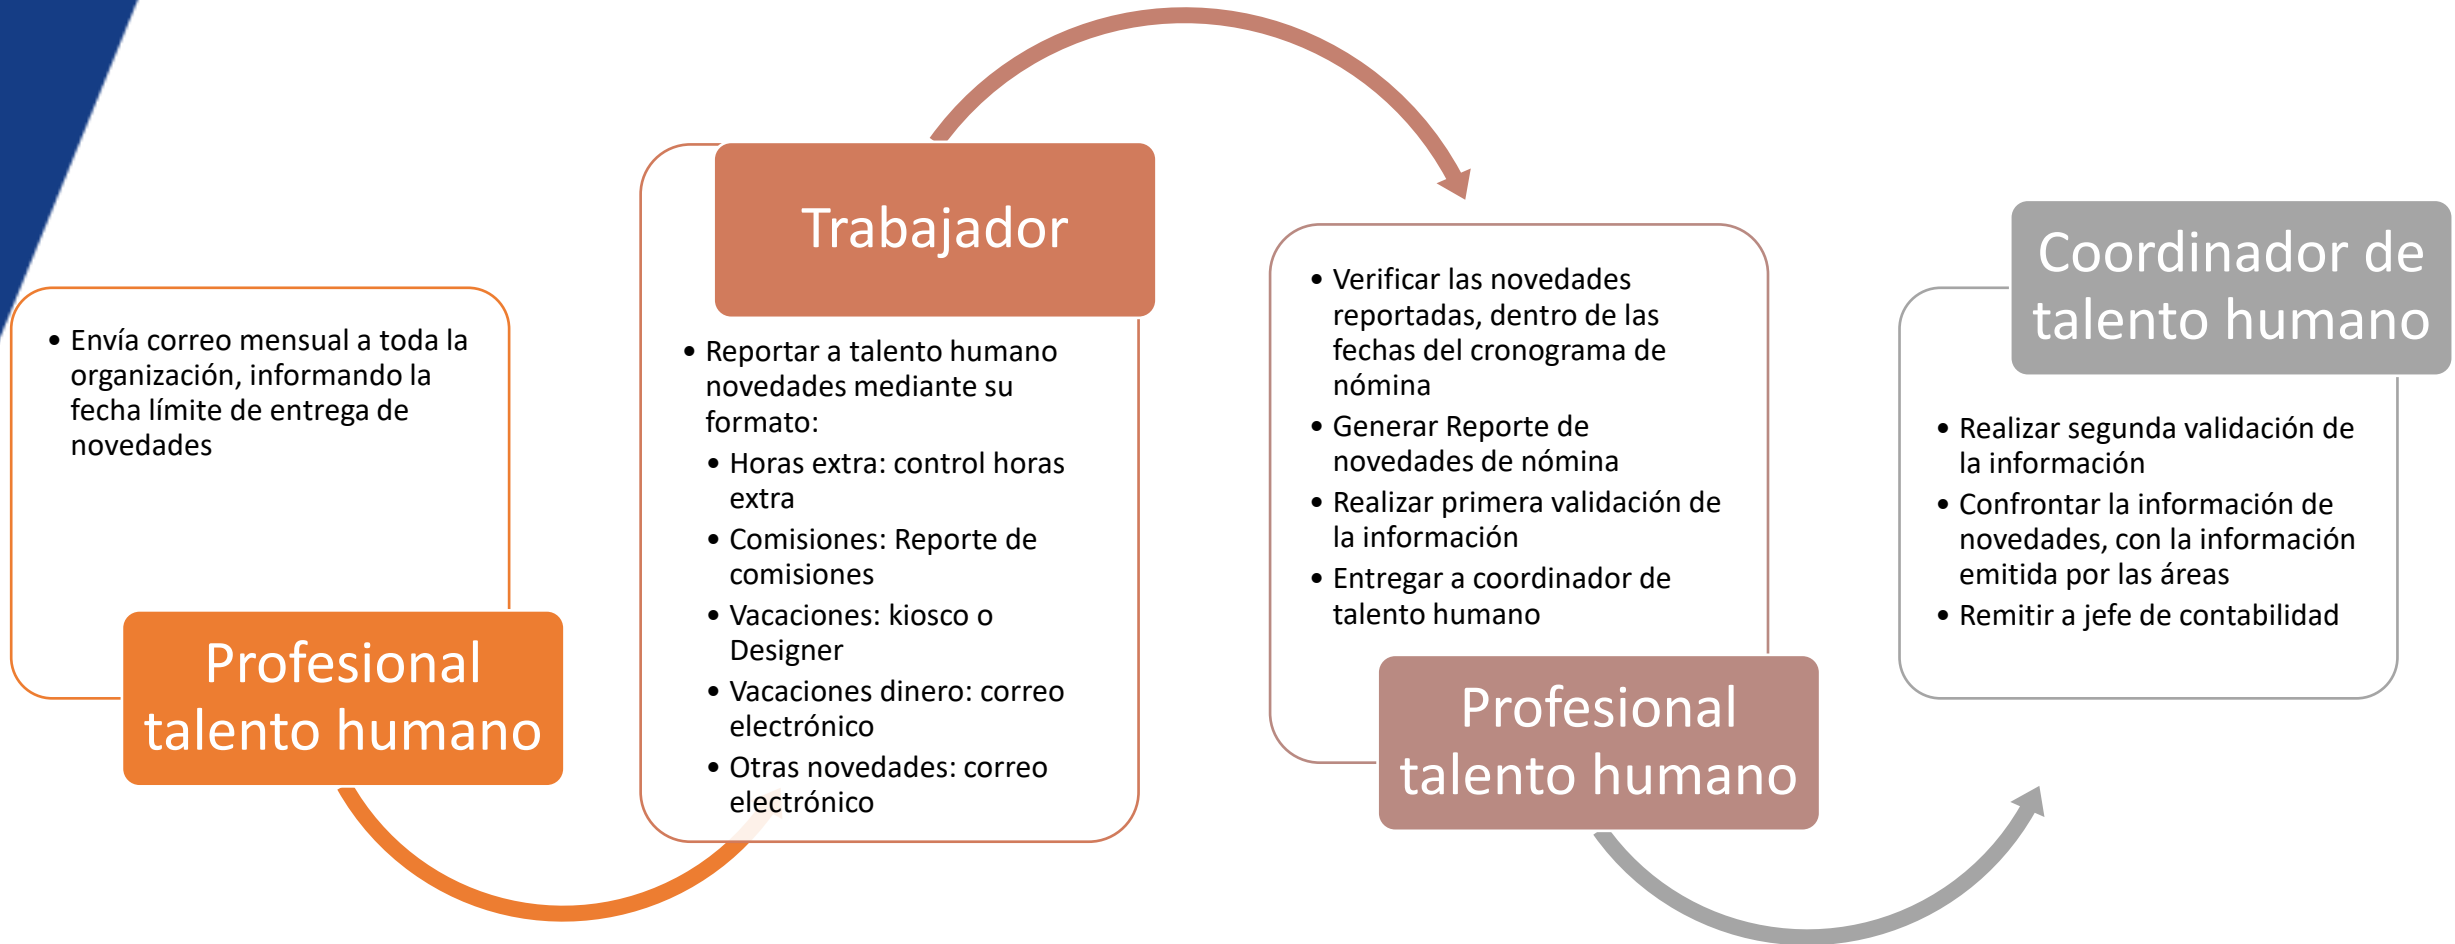 • Envía correo mensual a toda la
organización, informando la
fecha límite de entrega de
novedades
Profesional
talento humano
Trabajador
• Reportar a talento humano
novedades mediante su
formato:
• Horas extra: control horas
extra
• Comisiones: Reporte de
comisiones
• Vacaciones: kiosco o
Designer
• Vacaciones dinero: correo
electrónico
• Otras novedades: correo
electrónico
• Verificar las novedades
reportadas, dentro de las
fechas del cronograma de
nómina
• Generar Reporte de
novedades de nómina
• Realizar primera validación de
la información
• Entregar a coordinador de
talento humano
Profesional
talento humano
Coordinador de
talento humano
• Realizar segunda validación de
la información
• Confrontar la información de
novedades, con la información
emitida por las áreas
• Remitir a jefe de contabilidad